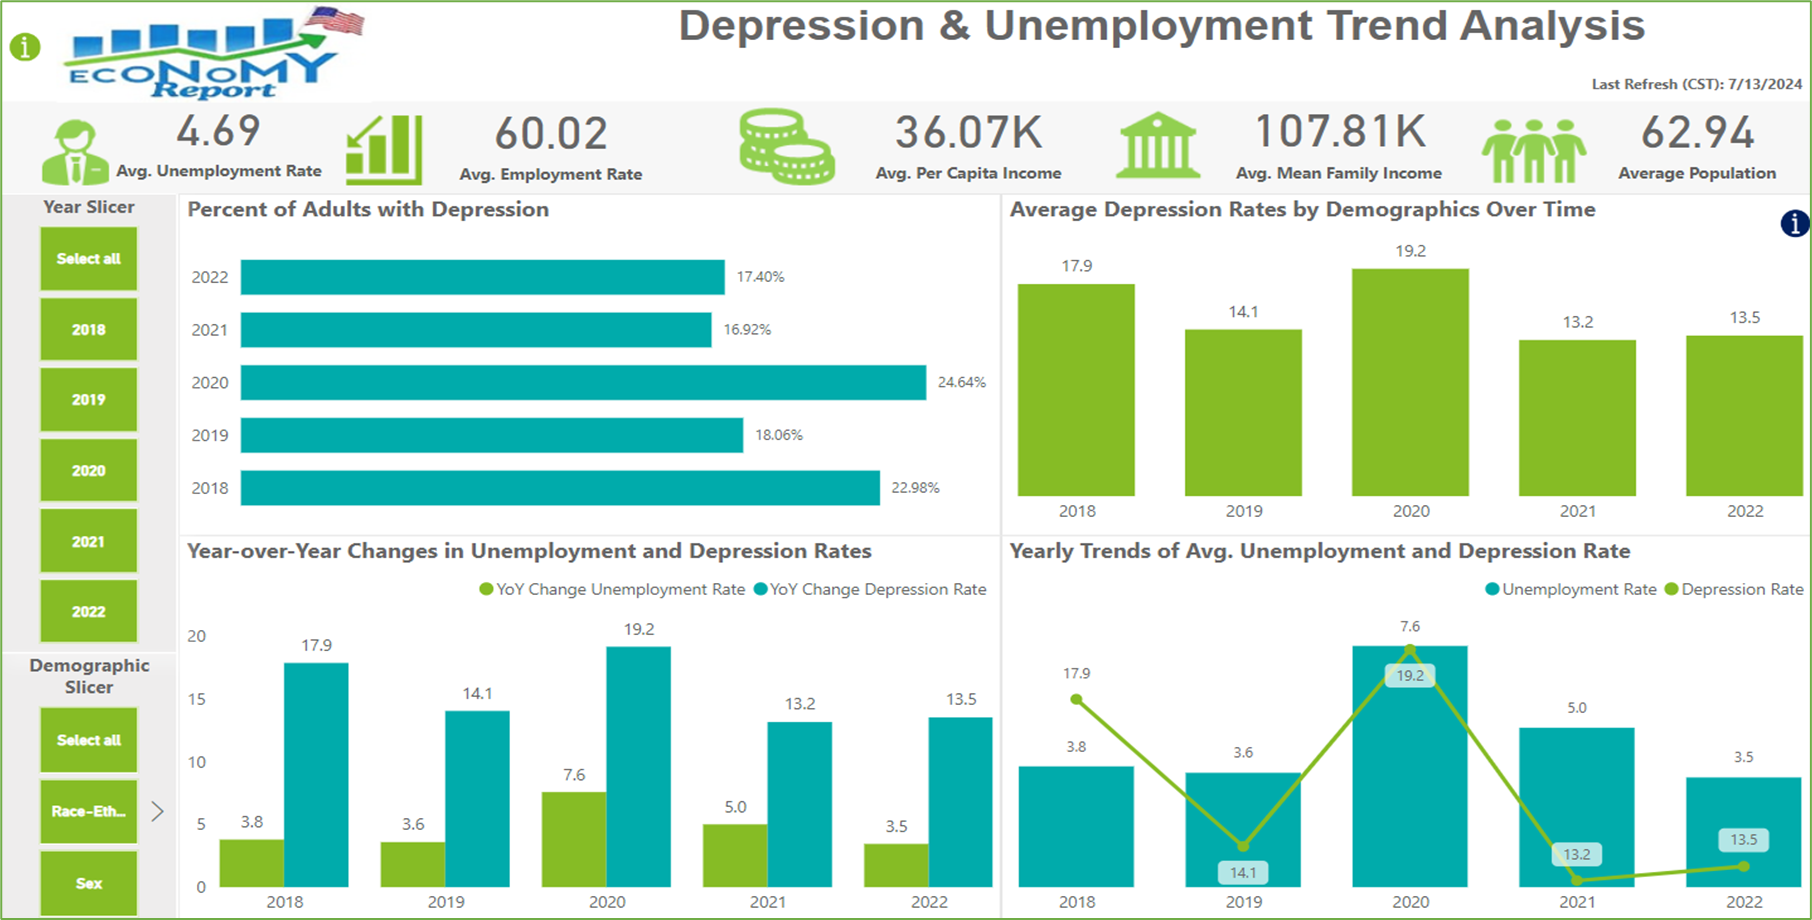 i
ECONOMY
Report
Depression & Unemployment Trend Analysis
Last Refresh (CST): 7/13/2024
4.69
Avg. Unemployment Rate
60.02
Avg. Employment Rate
36.07K
Avg. Per Capita Income
107.81K
Avg. Mean Family Income
62.94
Average Population
Year Slicer
Select all
2018
2019
2020
2021
2022
Demographic
Slicer
Select all
Race-Eth...
Sex
Percent of Adults with Depression
2022 17.40%
2021 16.92%
2020 24.64%
2019 18.06%
2018 22.98%
Average Depression Rates by Demographics Over Time
i
17.9 14.1 19.2 13.2 13.5
2018 2019 2020 2021 2022
Year-over-Year Changes in Unemployment and Depression Rates
YoY Change Unemployment Rate YoY Change Depression Rate
20
15
10
5
0
3.8 17.9 3.6 14.1 7.6 19.2 5.0 13.2 3.5 13.5
2018 2019 2020 2021 2022
Yearly Trends of Avg. Unemployment and Depression Rate
Unemployment Rate Depression Rate
17.9
3.8 3.6 7.6 5.0 3.5
14.1 19.2 13.2 13.5
2018 2019 2020 2021 2022